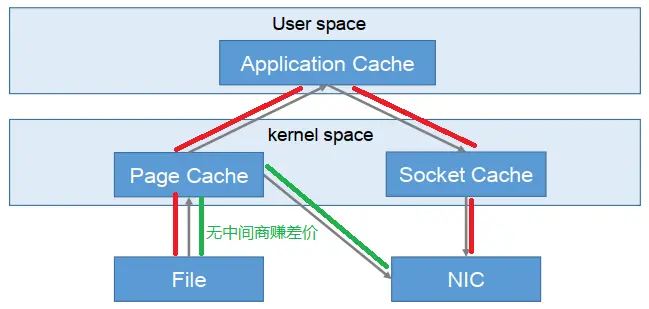 User space
Application Cache
kernel space
Page Cache
Socket Cache
无中间商赚差价
File
NIC